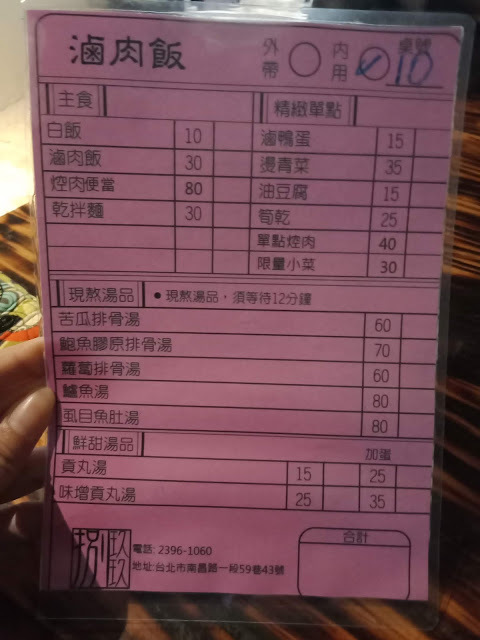 滷肉飯 外帶 內用 桌號 10
主食
白飯 10
滷肉飯 30
焢肉便當 80
乾拌麵 30
精緻單點
滷鴨蛋 15
燙青菜 35
油豆腐 15
筍乾 25
單點焢肉 40
限量小菜 30
現熬湯品 •現熬湯品，須等待12分鐘
苦瓜排骨湯 60
鮑魚膠原排骨湯 70
蘿蔔排骨湯 60
鱸魚湯 80
虱目魚肚湯 80
鮮甜湯品 加蛋
貢丸湯 15 25
味增貢丸湯 25 35
捌玖
電話: 2396-1060
地址:台北市南昌路一段59巷43號
合計